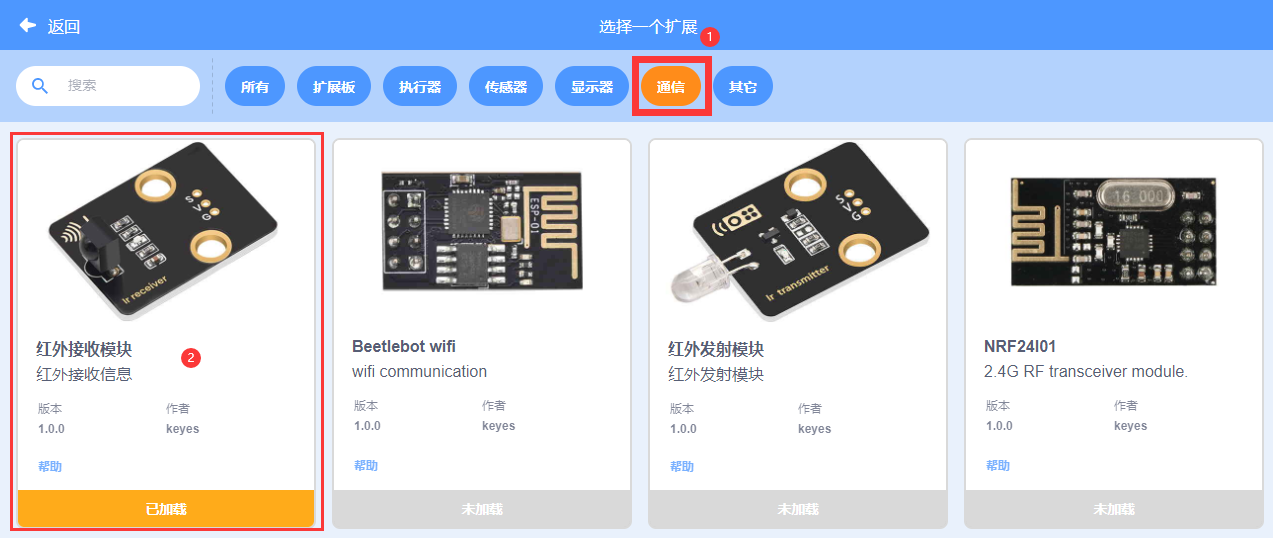 返回
选择一个扩展
1
搜索
所有
扩展板
执行器
传感器
显示器
通信
其它
S
V
G
Ir receiver
红外接收模块
2
红外接收信息
版本
作者
1.0.0
keyes
帮助
已加载
ESP-01
Beetlebot wifi
wifi communication
版本
作者
1.0.0
keyes
帮助
未加载
S
V
G
Ir transmitter
红外发射模块
红外发射模块
版本
作者
1.0.0
keyes
帮助
未加载
16 000
NRF24l01
2.4G RF transceiver module.
版本
作者
1.0.0
keyes
帮助
未加载